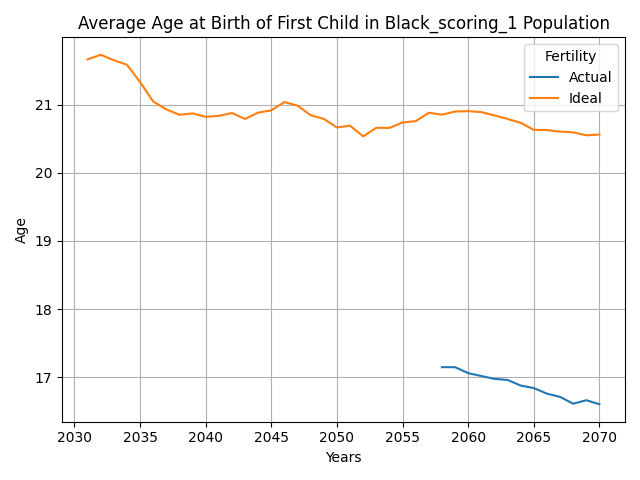 Average Age at Birth of First Child in Black_scoring_1 Population
Fertility
Actual
Ideal
Age
21
20
19
18
17
2030 2035 2040 2045 2050 2055 2060 2065 2070
Years